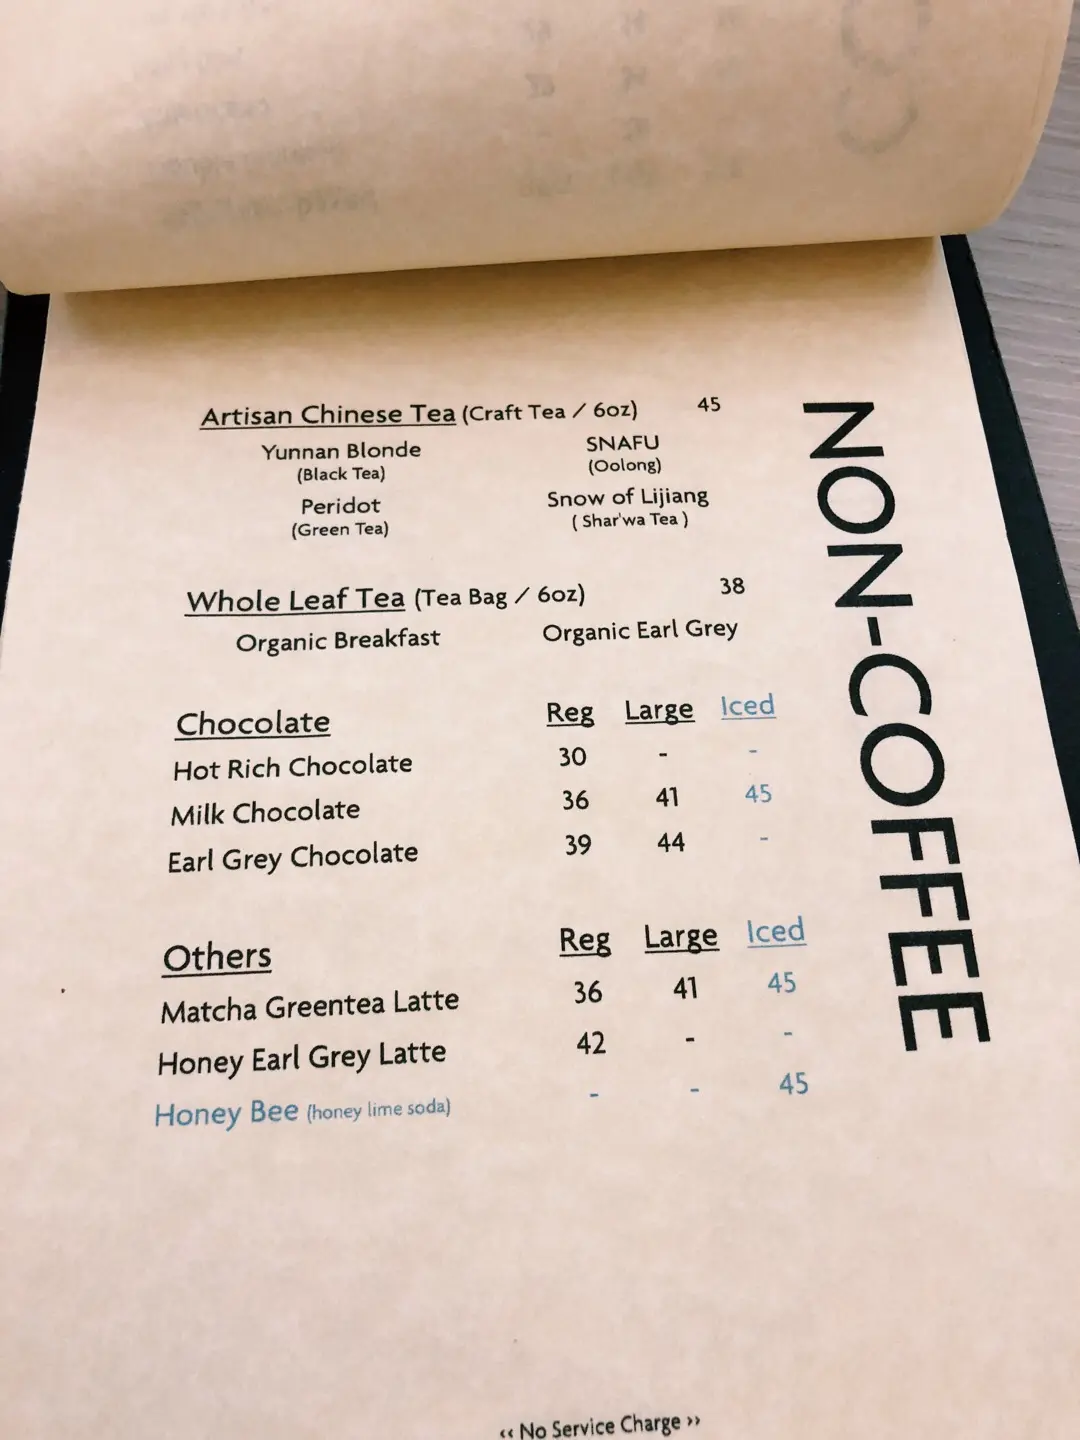 NON-COFFEE
Artisan Chinese Tea (Craft Tea / 6oz) 45
Yunnan Blonde SNAFU
(Black Tea) (Oolong)
Peridot Snow of Lijiang
(Green Tea) ( Shar'wa Tea )
Whole Leaf Tea (Tea Bag / 6oz) 38
Organic Breakfast Organic Earl Grey
Chocolate Reg Large Iced
Hot Rich Chocolate 30 - -
Milk Chocolate 36 41 45
Earl Grey Chocolate 39 44 -
Others Reg Large Iced
Matcha Greentea Latte 36 41 45
Honey Earl Grey Latte 42 - -
Honey Bee (honey lime soda) - - 45
‹‹ No Service Charge ››